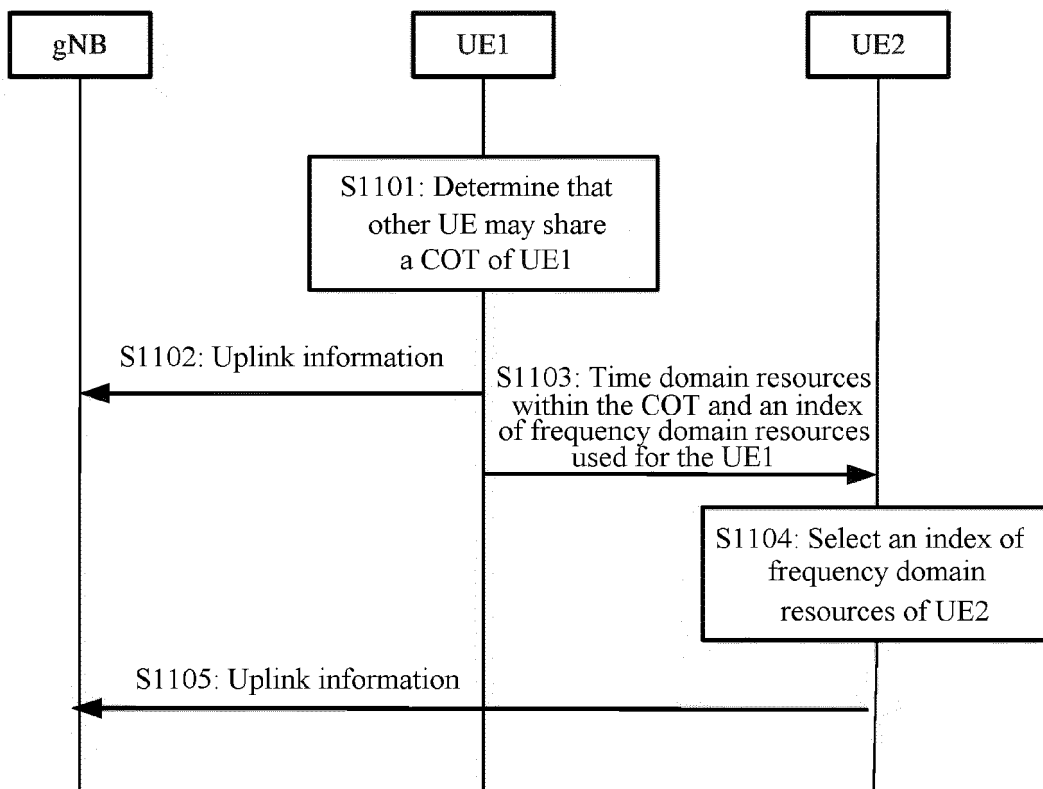 gNB
UE1
UE2
S1101: Determine that
other UE may share
a COT of UE1
S1102: Uplink information
S1103: Time domain resources
within the COT and an index
of frequency domain resources
used for the UE1
S1104: Select an index of
frequency domain
resources of UE2
S1105: Uplink information